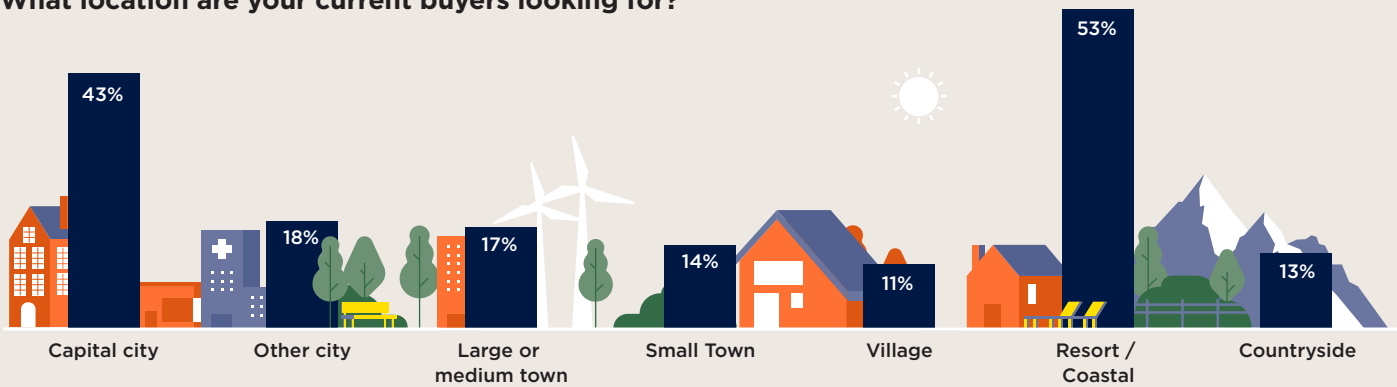 What location are your current buyers looking for?
53%
43%
18%
17%
14%
11%
13%
Capital city
Other city
Large or
medium town
Small Town
Village
Resort /
Coastal
Countryside